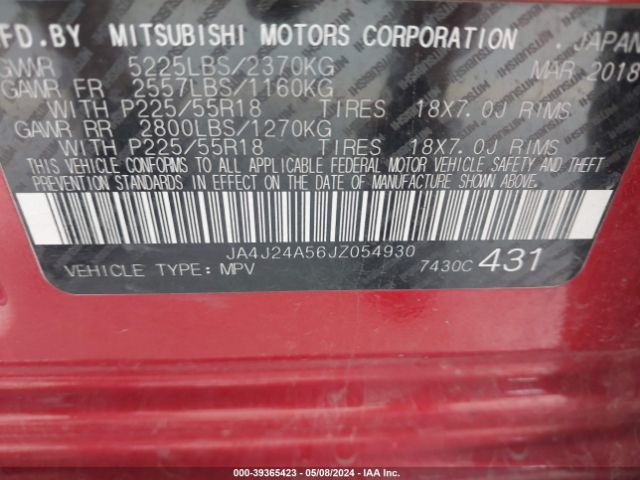 MFD.BY MITSUBISHI MOTORS CORPORATION . JAPAN
GVWR 5225LBS/2370KG MAR 2018
GAWR FR 2557LBS/1160KG
WITH P225/55R18 TIRES 18X7.0J RIMS
GAWR RR 2800LBS/1270KG
WITH P225/55R18 TIRES 18X7.0J RIMS
THIS VEHICLE CONFORMS TO ALL APPLICABLE FEDERAL MOTOR VEHICLE SAFETY AND THEFT
PREVENTION STANDARDS IN EFFECT ON THE DATE OF MANUFACTURE SHOWN ABOVE.
JA4J24A56JZ054930
VEHICLE TYPE: MPV 7430C 431
000-39365423 - 05/08/2024 - IAA Inc.